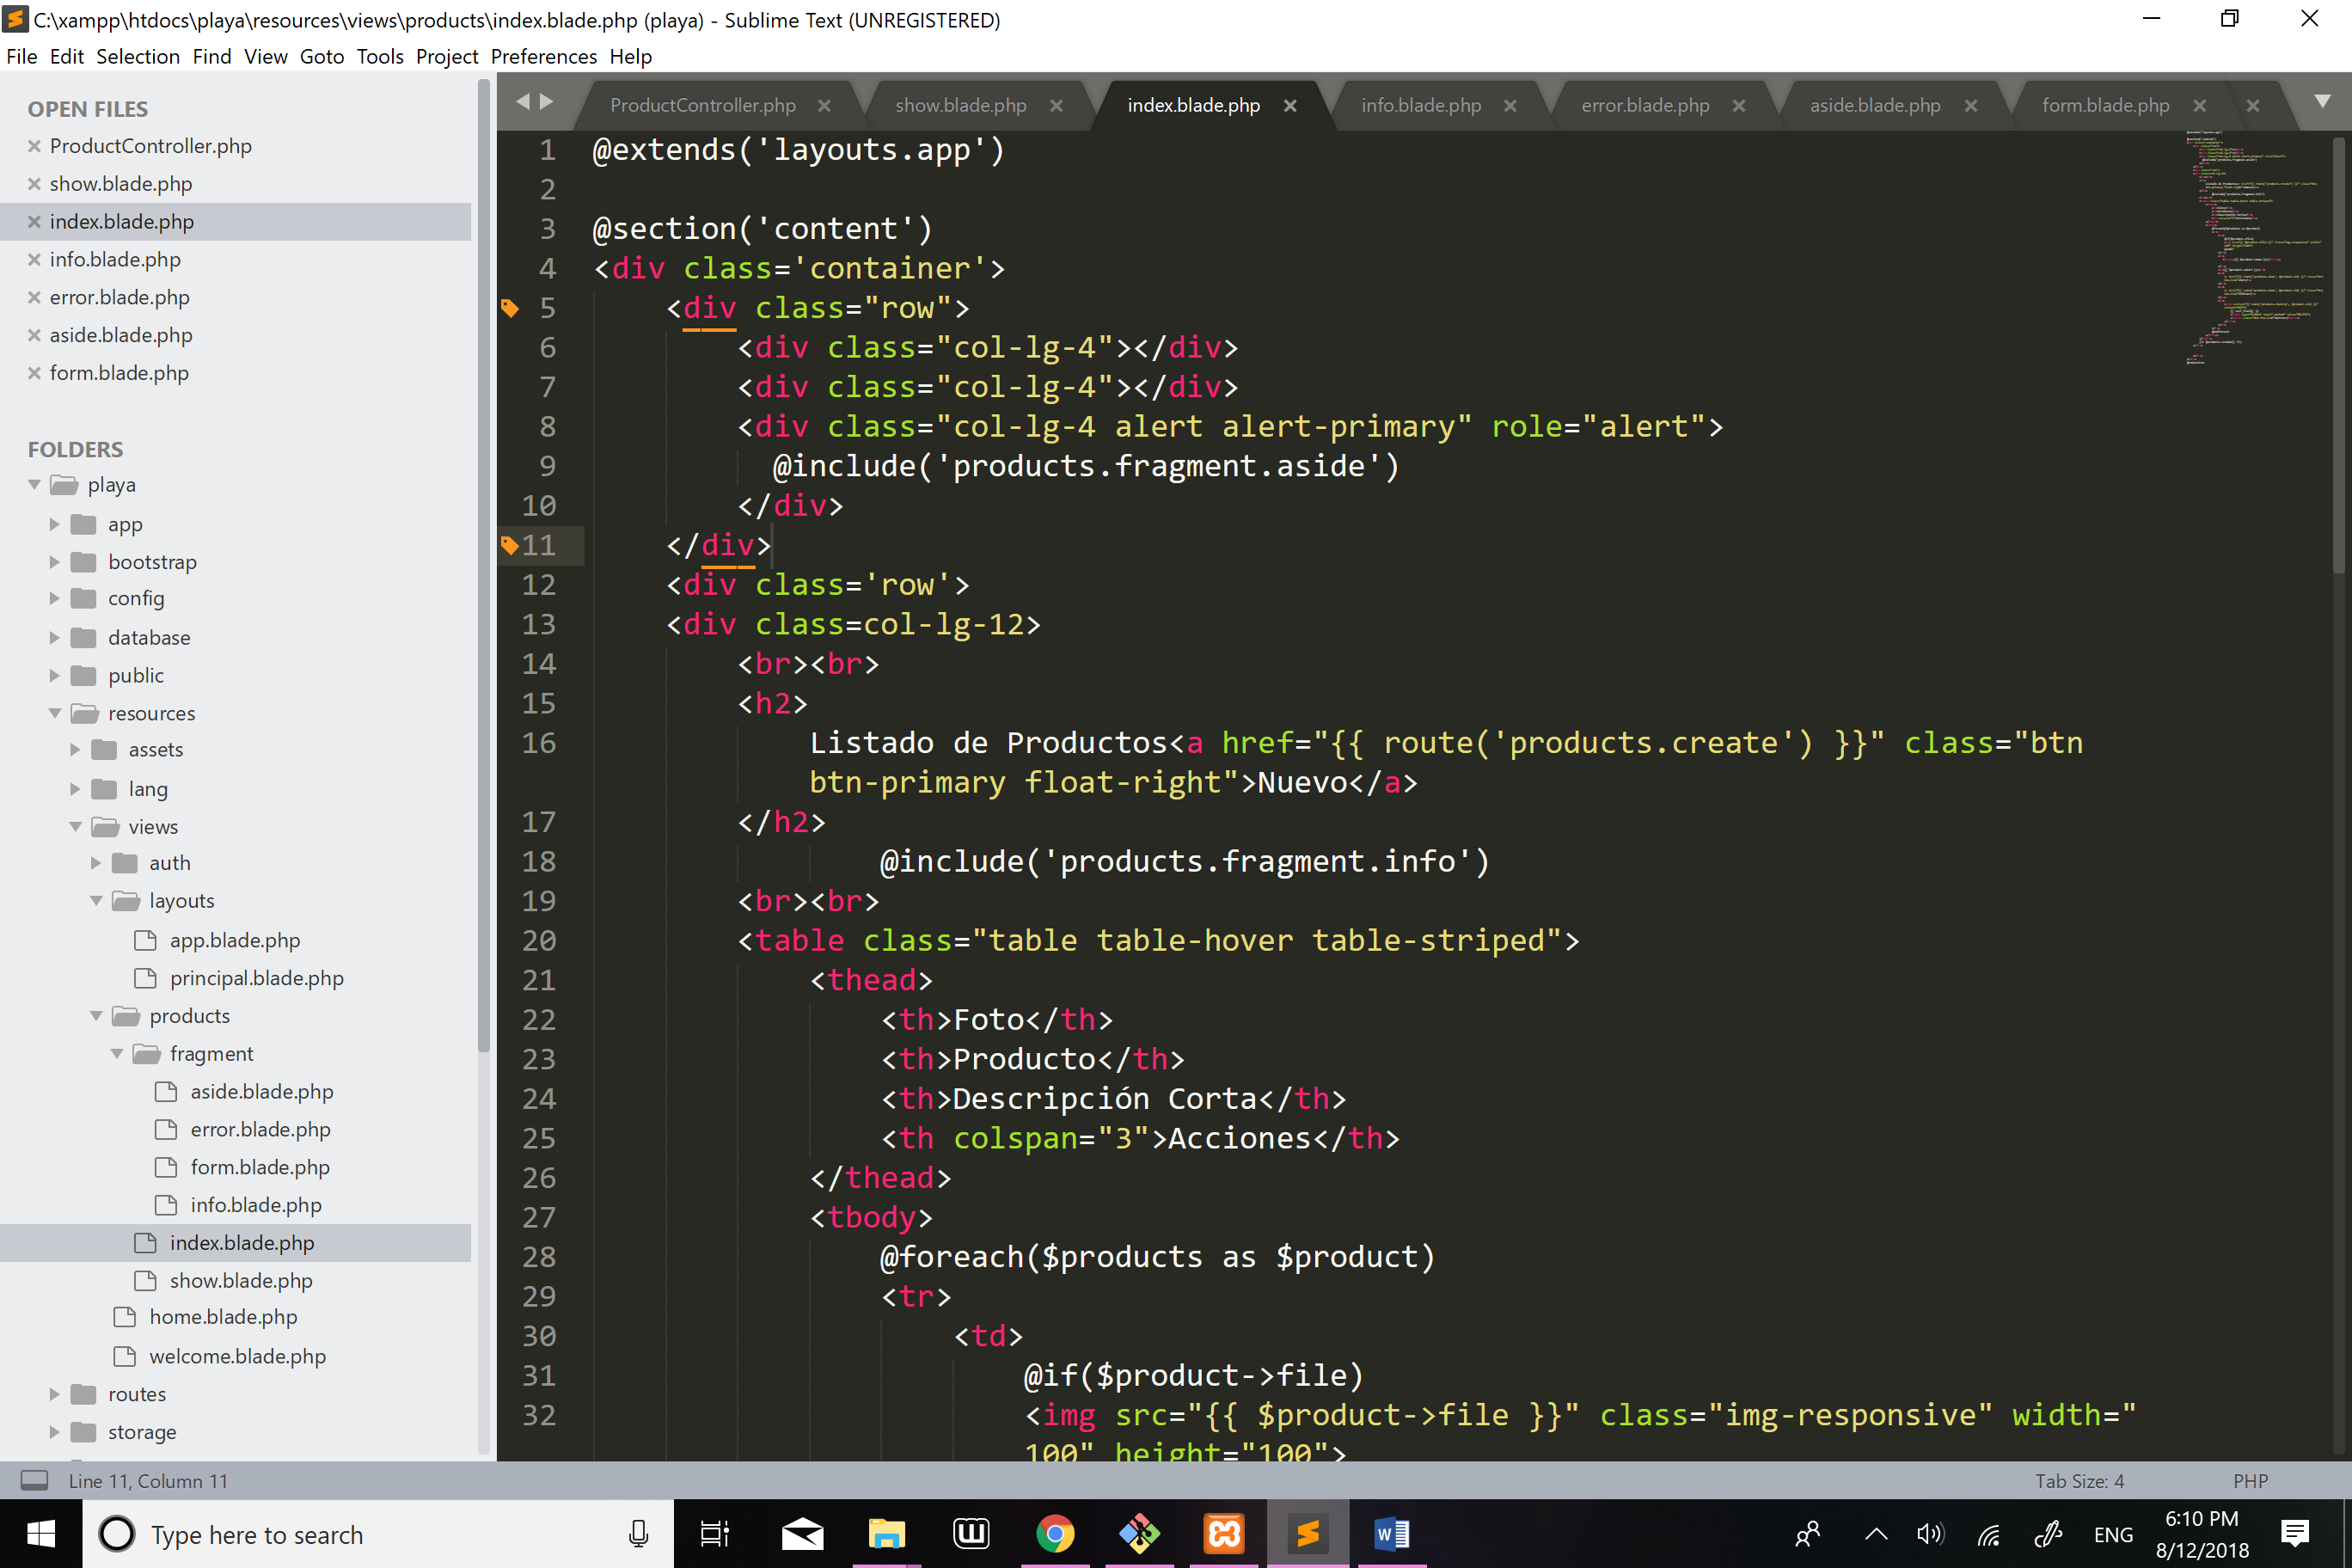 C:\xampp\htdocs\playa\resources\views\products\index.blade.php (playa) - Sublime Text (UNREGISTERED)
File Edit Selection Find View Goto Tools Project Preferences Help
OPEN FILES
ProductController.php
show.blade.php
index.blade.php
info.blade.php
error.blade.php
aside.blade.php
form.blade.php
FOLDERS
playa
app
bootstrap
config
database
public
resources
assets
lang
views
auth
layouts
app.blade.php
principal.blade.php
products
fragment
aside.blade.php
error.blade.php
form.blade.php
info.blade.php
index.blade.php
show.blade.php
home.blade.php
welcome.blade.php
routes
storage
ProductController.php show.blade.php index.blade.php info.blade.php error.blade.php aside.blade.php form.blade.php
1 @extends('layouts.app')
2
3 @section('content')
4 <div class='container'>
5 <div class="row">
6 <div class="col-lg-4"></div>
7 <div class="col-lg-4"></div>
8 <div class="col-lg-4 alert alert-primary" role="alert">
9 @include('products.fragment.aside')
10 </div>
11 </div>
12 <div class='row'>
13 <div class=col-lg-12>
14 <br><br>
15 <h2>
16 Listado de Productos<a href="{{ route('products.create') }}" class="btn
btn-primary float-right">Nuevo</a>
17 </h2>
18 @include('products.fragment.info')
19 <br><br>
20 <table class="table table-hover table-striped">
21 <thead>
22 <th>Foto</th>
23 <th>Producto</th>
24 <th>Descripción Corta</th>
25 <th colspan="3">Acciones</th>
26 </thead>
27 <tbody>
28 @foreach($products as $product)
29 <tr>
30 <td>
31 @if($product->file)
32 <img src="{{ $product->file }}" class="img-responsive" width="
100" height="100">
Line 11, Column 11 Tab Size: 4 PHP
Type here to search
ENG
6:10 PM
8/12/2018